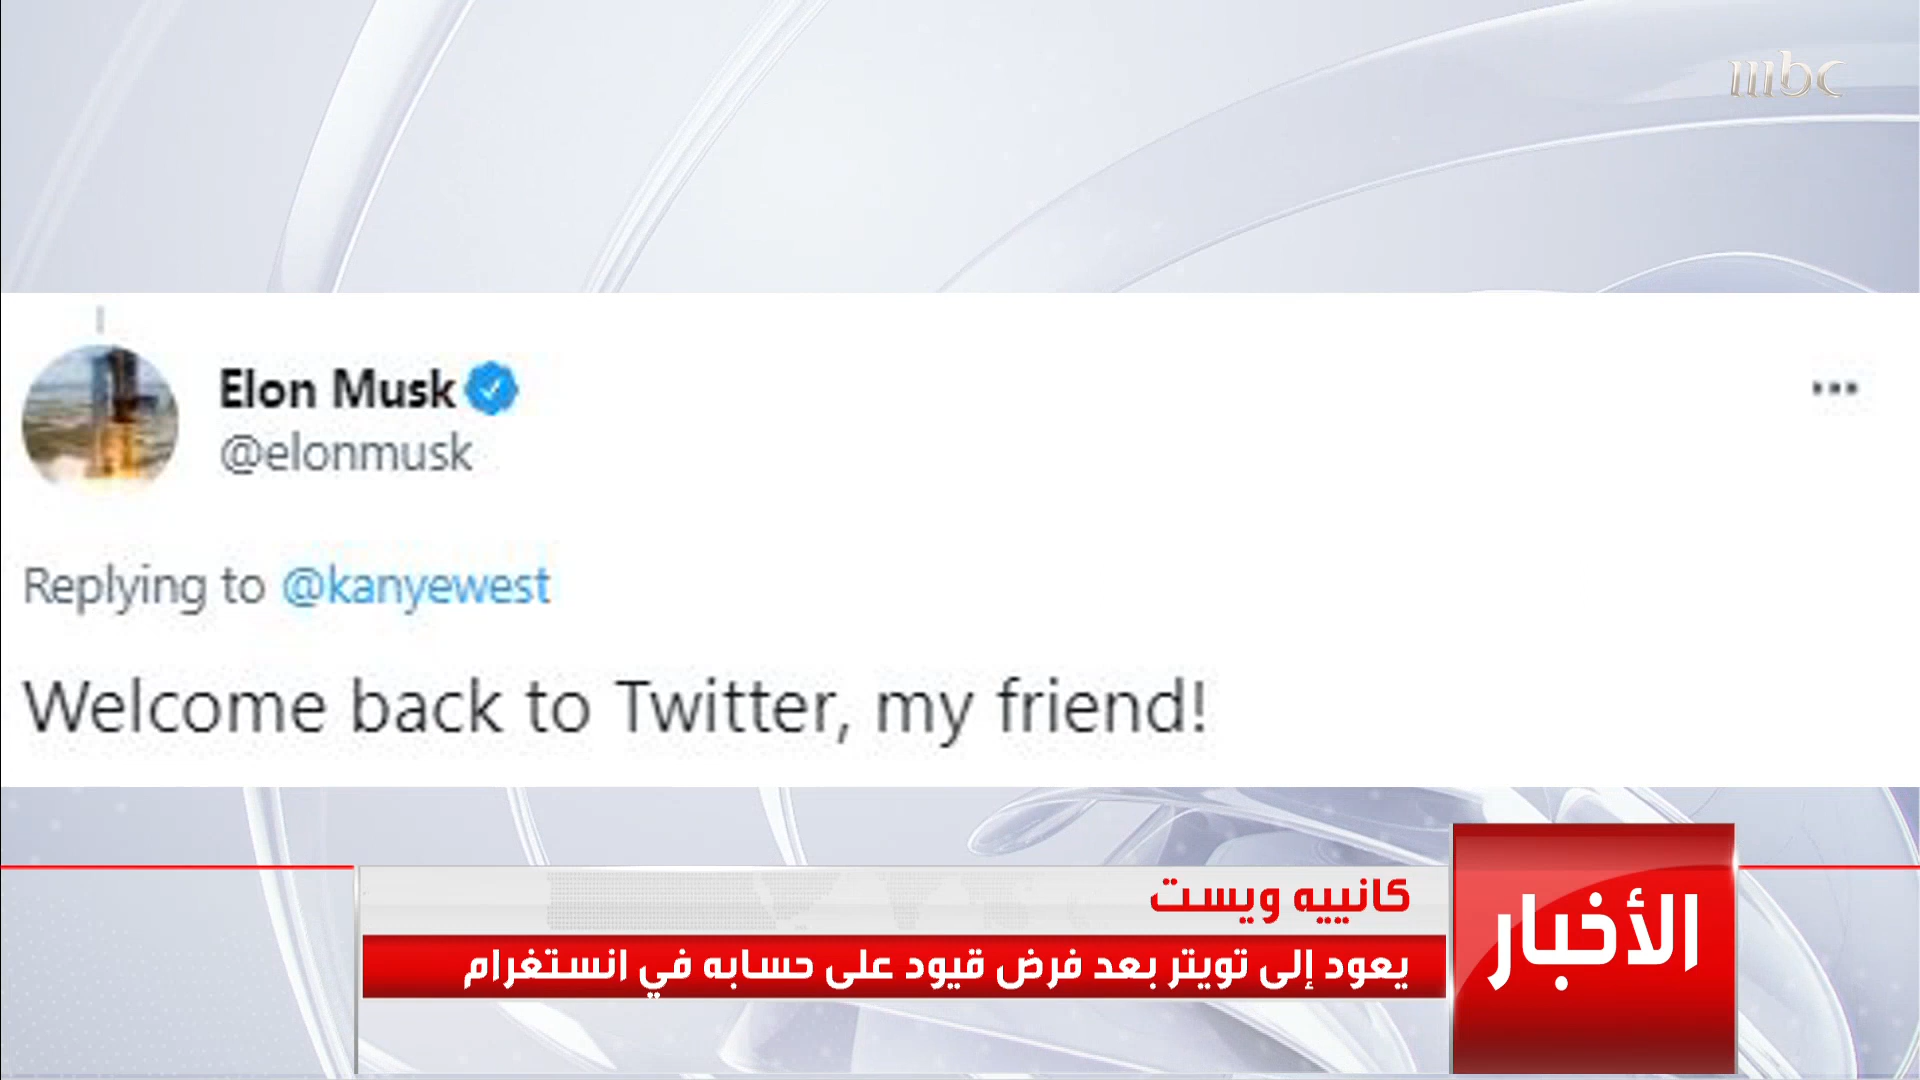 mbc
Elon Musk
@elonmusk
Replying to @kanyewest
Welcome back to Twitter, my friend!
كانييه ويست
يعود إلى تويتر بعد فرض قيود على حسابه في انستغرام
الأخبار